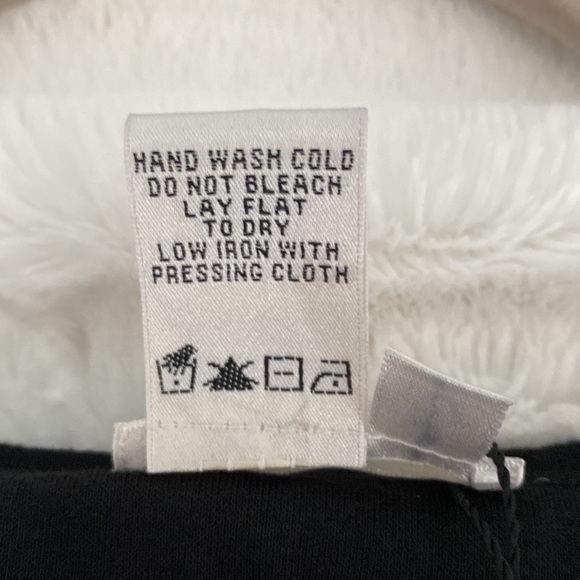 HAND WASH COLD
DO NOT BLEACH
LAY FLAT
TO DRY
LOW IRON WITH
PRESSING CLOTH